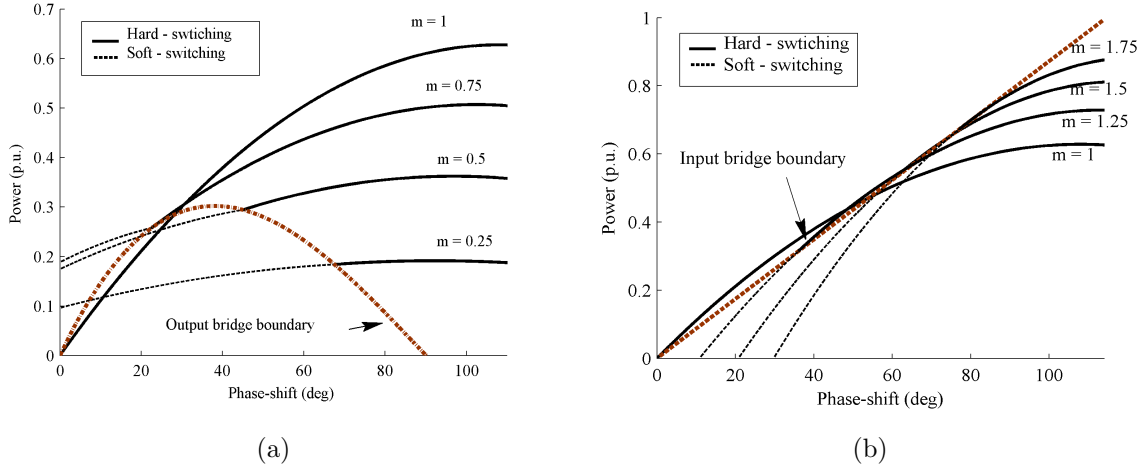 0.7
0.6
0.5
0.4
0.3
0.2
0.1
0
Power (p.u.)
Hard - swtiching
Soft - switching
m = 1
m = 0.75
m = 0.5
m = 0.25
Output bridge boundary
0 20 40 60 80 100
Phase-shift (deg)
(a)
1
0.8
0.6
0.4
0.2
0
Power (p.u.)
Hard - swtiching
Soft - switching
m = 1.75
m = 1.5
m = 1.25
m = 1
Input bridge boundary
0 20 40 60 80 100
Phase-shift (deg)
(b)